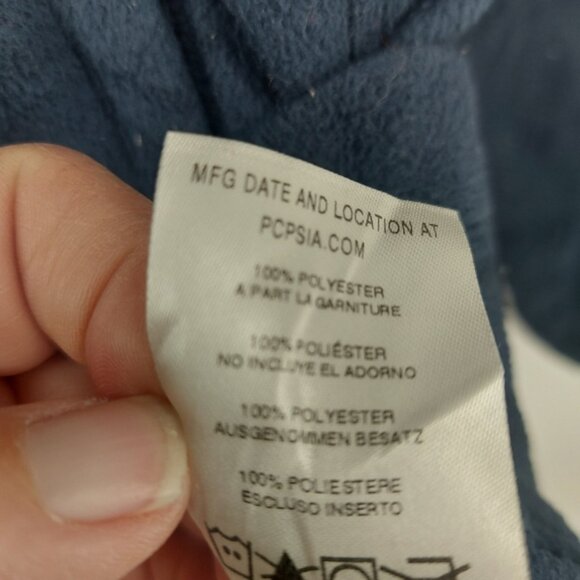 MFG DATE AND LOCATION AT
PCPSIA.COM
100% POLYESTER
A PART LA GARNITURE
100% POLIÉSTER
NO INCLUYE EL ADORNO
100% POLYESTER
AUSGENOMMEN BESATZ
100% POLIESTERE
ESCLUSO INSERTO